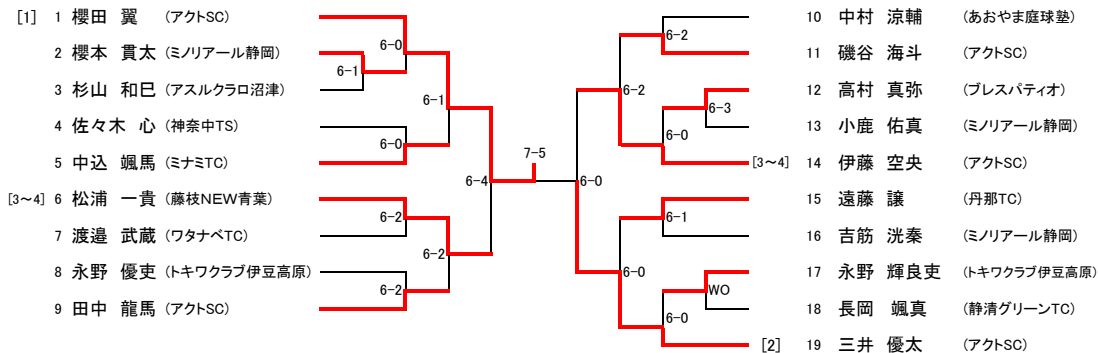 [1] 1 櫻田 翼 (アクトSC)
2 櫻本 貫太 (ミノリアール静岡)
3 杉山 和巳 (アスルクラロ沼津)
4 佐々木 心 (神奈中TS)
5 中込 颯馬 (ミナミTC)
[3~4] 6 松浦 一貴 (藤枝NEW青葉)
7 渡邉 武蔵 (ワタナベTC)
8 永野 優吏 (トキワクラブ伊豆高原)
9 田中 龍馬 (アクトSC)
6-0
6-1
6-1
6-0
6-4
6-2
6-2
6-2
7-5
6-2
6-2
6-3
6-0
6-0
6-1
6-0
WO
6-0
10 中村 涼輔 (あおやま庭球塾)
11 磯谷 海斗 (アクトSC)
12 高村 真弥 (ブレスパティオ)
13 小鹿 佑真 (ミノリアール静岡)
[3~4] 14 伊藤 空央 (アクトSC)
15 遠藤 譲 (丹那TC)
16 吉筋 洸秦 (ミノリアール静岡)
17 永野 輝良吏 (トキワクラブ伊豆高原)
18 長岡 颯真 (静清グリーンTC)
[2] 19 三井 優太 (アクトSC)